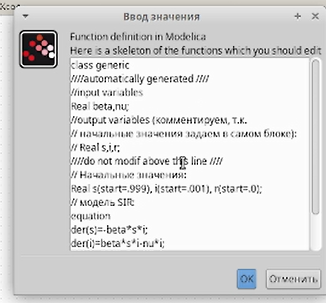 Ввод значения
Function definition in Modelica
Here is a skeleton of the functions which you should edit
class generic
////automatically generated ////
//input variables
Real beta,nu;
//output variables (комментируем, т.к.
// начальные значения задаем в самом блоке):
// Real s,i,r;
////do not modif above this line ////
// Начальные значения:
Real s(start=.999), i(start=.001), r(start=.0);
// модель SIR:
equation
der(s)=-beta*s*i;
der(i)=beta*s*i-nu*i;
OK Отменить